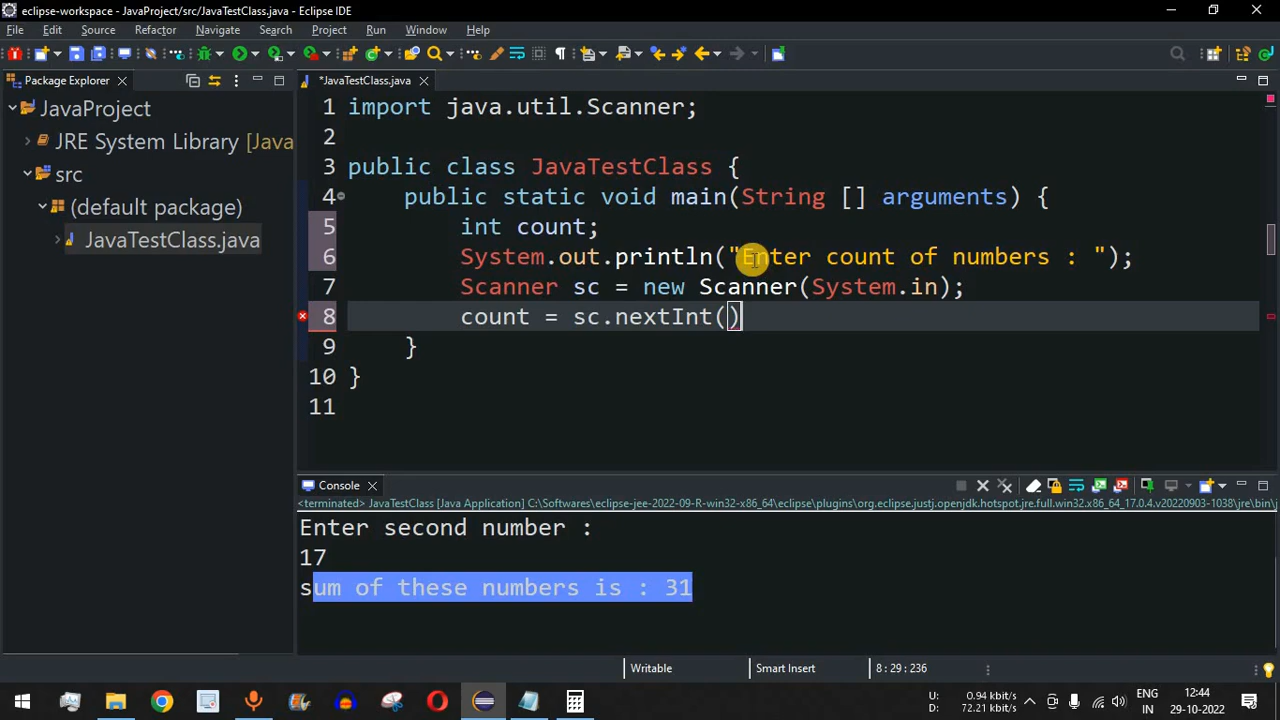 eclipse-workspace - JavaProject/src/JavaTestClass.java - Eclipse IDE
File Edit Source Refactor Navigate Search Project Run Window Help
Package Explorer
*JavaTestClass.java
JavaProject
JRE System Library [Java
src
(default package)
JavaTestClass.java
1 import java.util.Scanner;
2
3 public class JavaTestClass {
4 public static void main(String [] arguments) {
5 int count;
6 System.out.println("Enter count of numbers : ");
7 Scanner sc = new Scanner(System.in);
8 count = sc.nextInt()
9 }
10 }
11
Console
<terminated> JavaTestClass [Java Application] C:\Softwares\eclipse-jee-2022-09-R-win32-x86_64\eclipse\plugins\org.eclipse.justj.openjdk.hotspot.jre.full.win32.x86_64_17.0.4.v20220903-1038\jre\bin\j
Enter second number :
17
sum of these numbers is : 31
Writable Smart Insert 8 : 29 : 236
U: 0.94 kbit/s
D: 72.21 kbit/s
ENG
IN
12:44
29-10-2022